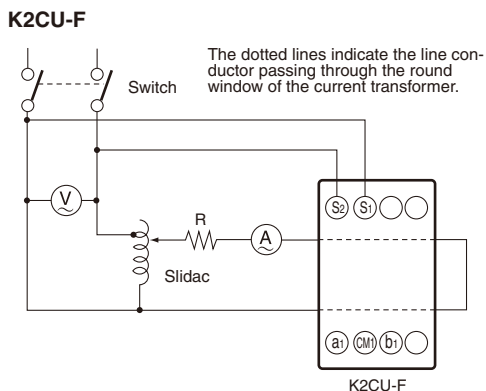 K2CU-F
The dotted lines indicate the line con-
ductor passing through the round
window of the current transformer.
Switch
V
S2 S1
R
A
Slidac
a1 CM1 b1
K2CU-F